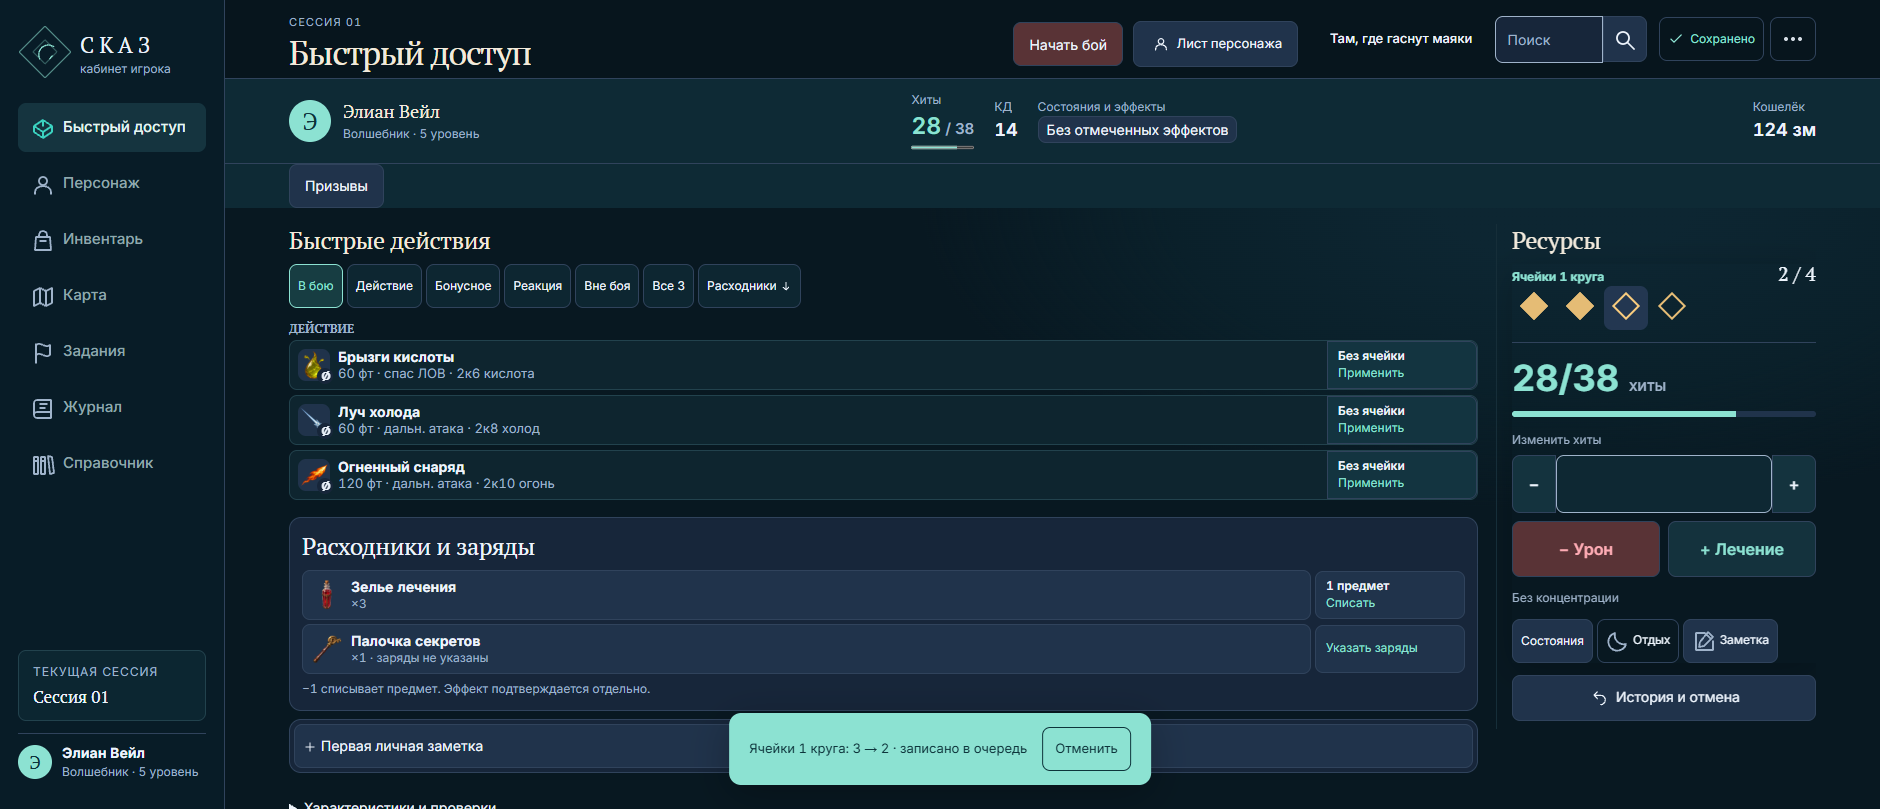 СКАЗ
кабинет игрока
Быстрый доступ
Персонаж
Инвентарь
Карта
Задания
Журнал
Справочник
ТЕКУЩАЯ СЕССИЯ
Сессия 01
Э
Элиан Вейл
Волшебник · 5 уровень
СЕССИЯ 01
Быстрый доступ
Начать бой
Лист персонажа
Там, где гаснут маяки
Поиск
Сохранено
Э
Элиан Вейл
Волшебник · 5 уровень
Хиты
28 / 38
КД
14
Состояния и эффекты
Без отмеченных эффектов
Кошелёк
124 зм
Призывы
Быстрые действия
В бою
Действие
Бонусное
Реакция
Вне боя
Все 3
Расходники ↓
ДЕЙСТВИЕ
Брызги кислоты
60 фт · спас ЛОВ · 2к6 кислота
Без ячейки
Применить
Луч холода
60 фт · дальн. атака · 2к8 холод
Без ячейки
Применить
Огненный снаряд
120 фт · дальн. атака · 2к10 огонь
Без ячейки
Применить
Расходники и заряды
Зелье лечения
×3
1 предмет
Списать
Палочка секретов
×1 · заряды не указаны
Указать заряды
−1 списывает предмет. Эффект подтверждается отдельно.
+ Первая личная заметка
Ячейки 1 круга: 3 → 2 · записано в очередь
Отменить
Характеристики и проверки
Ресурсы
Ячейки 1 круга
2 / 4
28/38 хиты
Изменить хиты
−
+
− Урон
+ Лечение
Без концентрации
Состояния
Отдых
Заметка
История и отмена